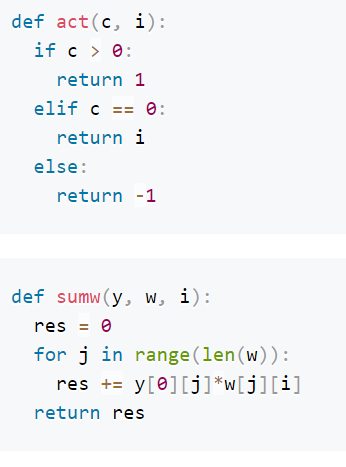 def act(c, i):
  if c > 0:
    return 1
  elif c == 0:
    return i
  else:
    return -1
def sumw(y, w, i):
  res = 0
  for j in range(len(w)):
    res += y[0][j]*w[j][i]
  return res